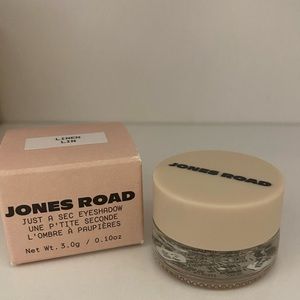 LINEN
LIN
JONES ROAD
JUST A SEC EYESHADOW
UNE P'TITE SECONDE
L'OMBRE À PAUPIÈRES
Net Wt. 3.0g / 0.10oz
JONES ROAD